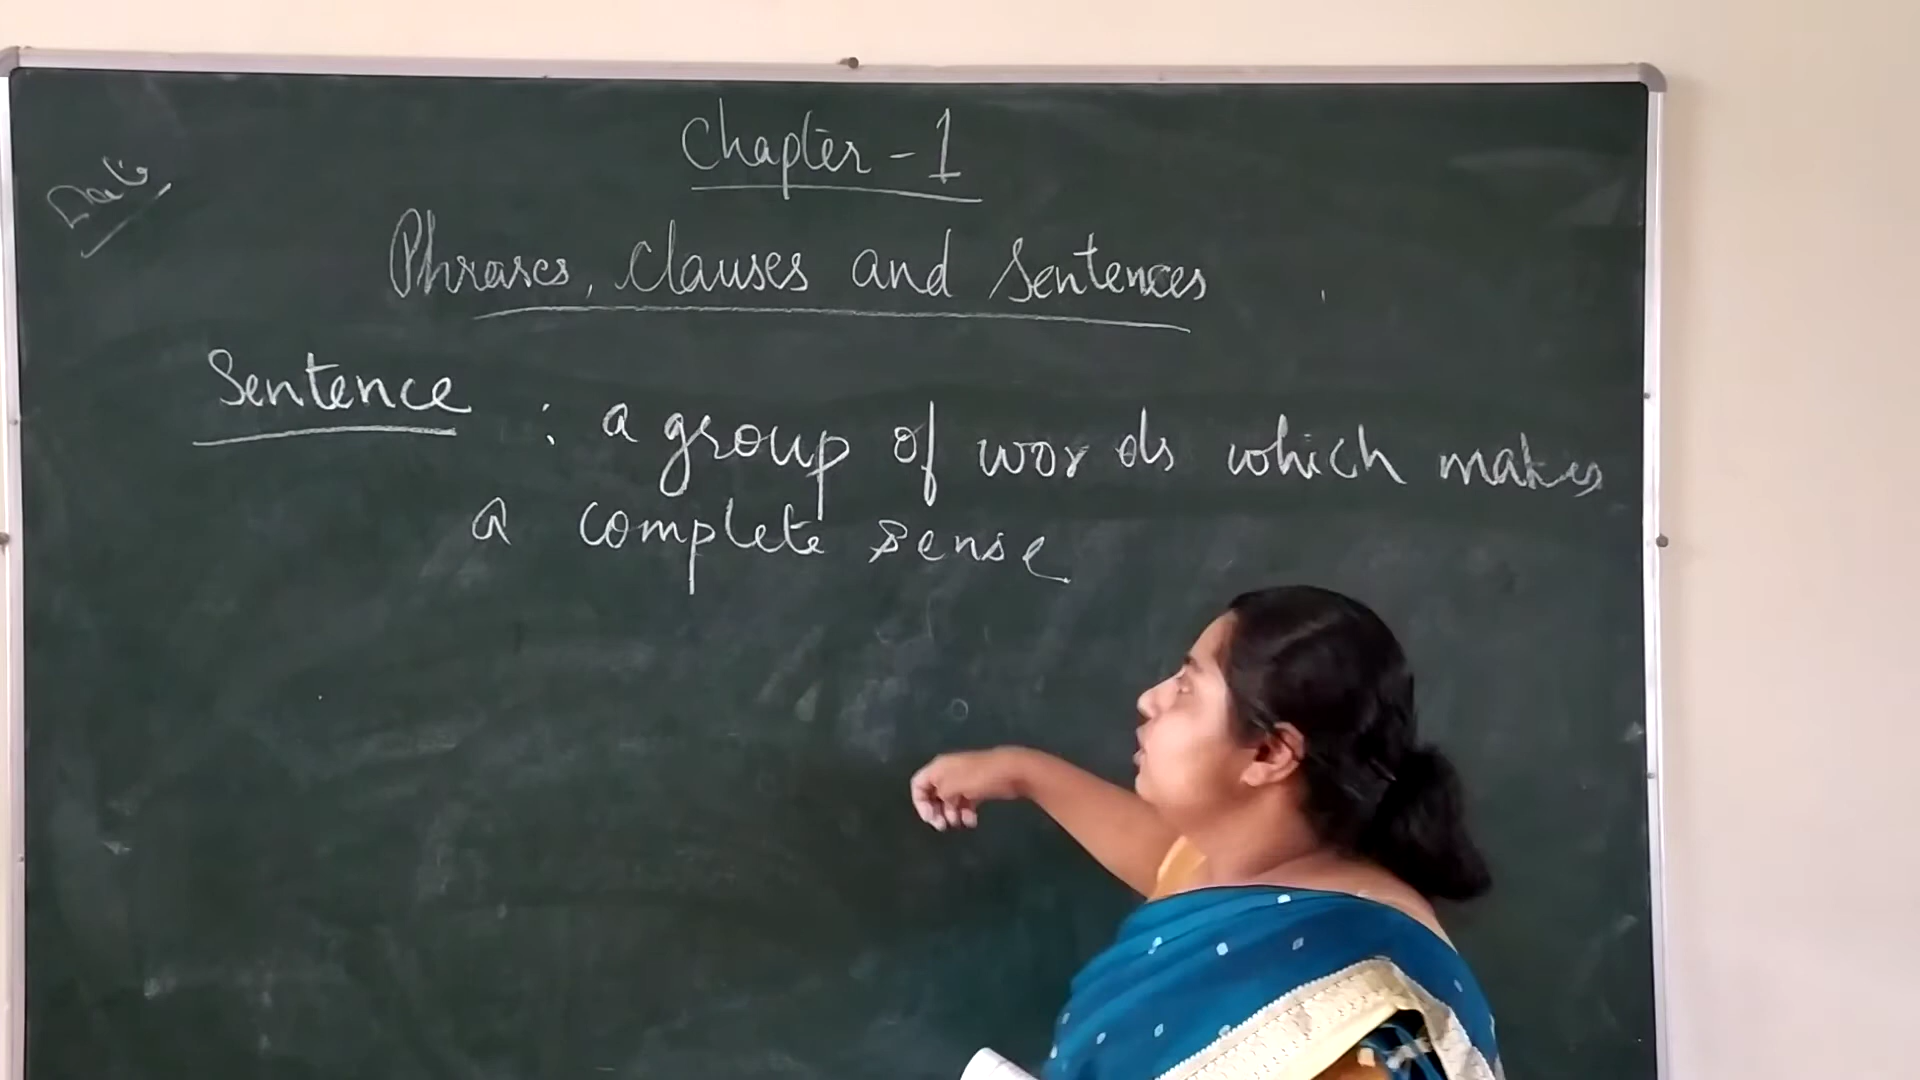 Date
Chapter - 1
Phrases, Clauses and Sentences
Sentence : a group of words which makes
a complete sense